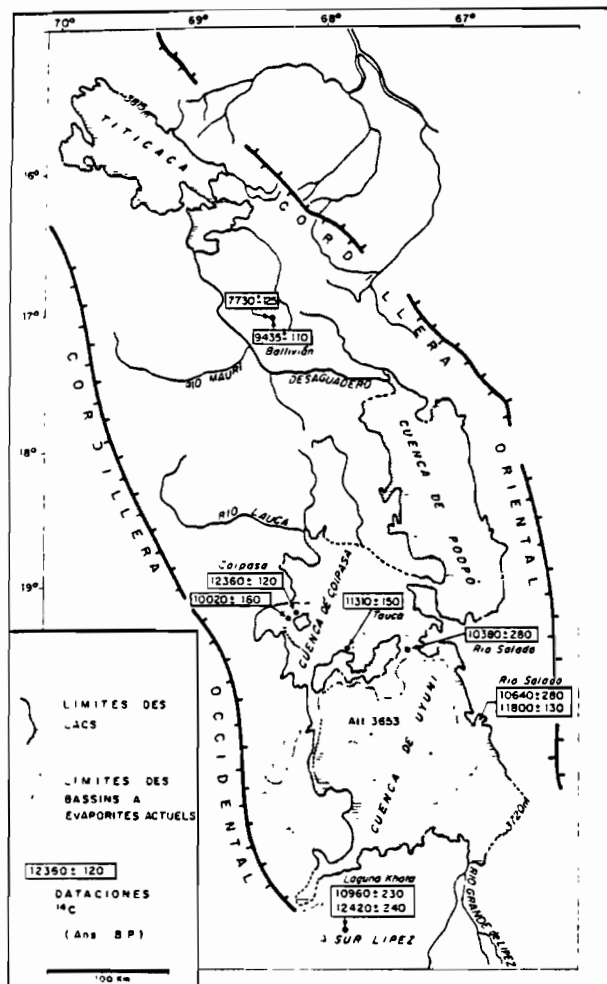 70°
69°
68°
67°
16°
17°
18°
19°
3815m
TITICACA
CORDILLERA
ORIENTAL
7730±125
9435±110
Ballivián
RIO MAURI
DESAGUADERO
CORDILLERA
OCCIDENTAL
CUENCA DE POOPÓ
RIO LAUCA
Coipasa
12360±120
10020±160
CUENCA DE COIPASA
11310±150
Tauca
10380±280
Rio Salado
Rio Salado
10640±280
11800±130
Alt 3653
CUENCA DE UYUNI
3720m
Laguna Khota
10960±230
12420±240
A SUR LIPEZ
RIO GRANDE de LIPEZ
LIMITES DES
LACS
LIMITES DES
BASSINS A
EVAPORITES ACTUELS
12360±120
DATACIONES
14C
(Ans BP)
100 Km